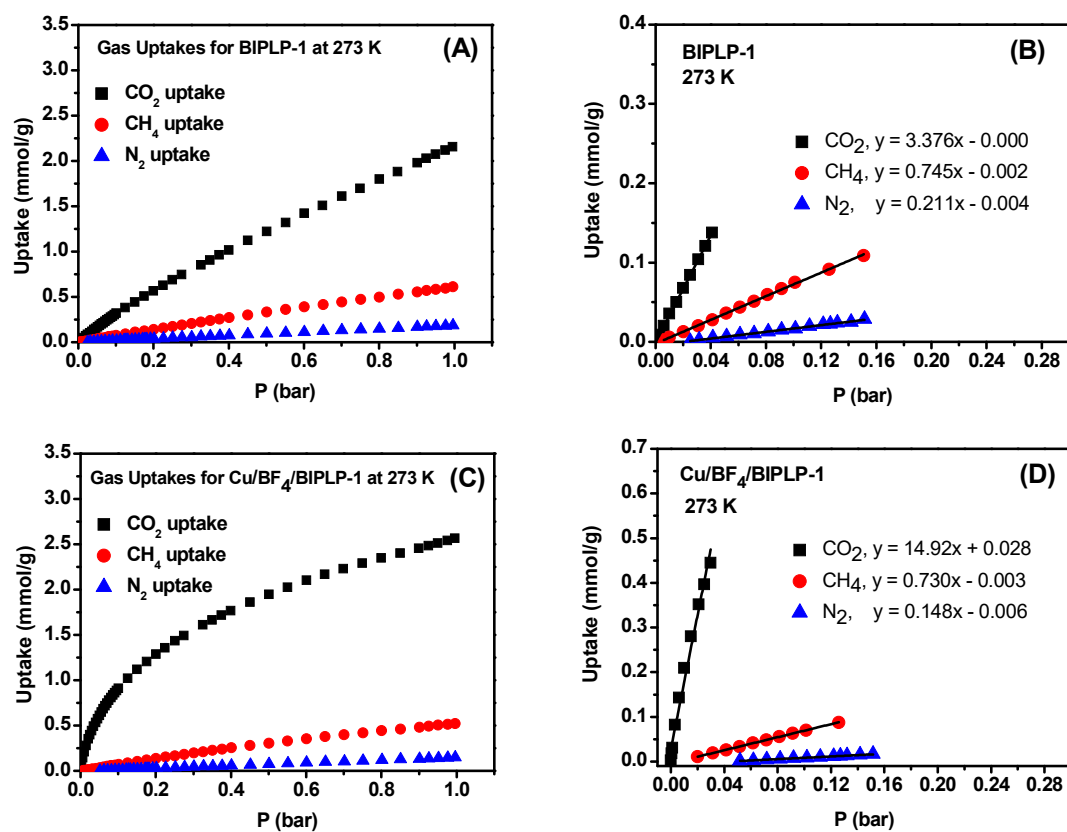 Gas Uptakes for BIPLP-1 at 273 K
(A)
CO2 uptake
CH4 uptake
N2 uptake
Uptake (mmol/g)
3.5
3.0
2.5
2.0
1.5
1.0
0.5
0.0
0.0 0.2 0.4 0.6 0.8 1.0
P (bar)
BIPLP-1
273 K
(B)
CO2, y = 3.376x - 0.000
CH4, y = 0.745x - 0.002
N2, y = 0.211x - 0.004
Uptake (mmol/g)
0.4
0.3
0.2
0.1
0.0
0.00 0.04 0.08 0.12 0.16 0.20 0.24 0.28
P (bar)
Gas Uptakes for Cu/BF4/BIPLP-1 at 273 K
(C)
CO2 uptake
CH4 uptake
N2 uptake
Uptake (mmol/g)
3.5
3.0
2.5
2.0
1.5
1.0
0.5
0.0
0.0 0.2 0.4 0.6 0.8 1.0
P (bar)
Cu/BF4/BIPLP-1
273 K
(D)
CO2, y = 14.92x + 0.028
CH4, y = 0.730x - 0.003
N2, y = 0.148x - 0.006
Uptake (mmol/g)
0.7
0.6
0.5
0.4
0.3
0.2
0.1
0.0
0.00 0.04 0.08 0.12 0.16 0.20 0.24 0.28
P (bar)